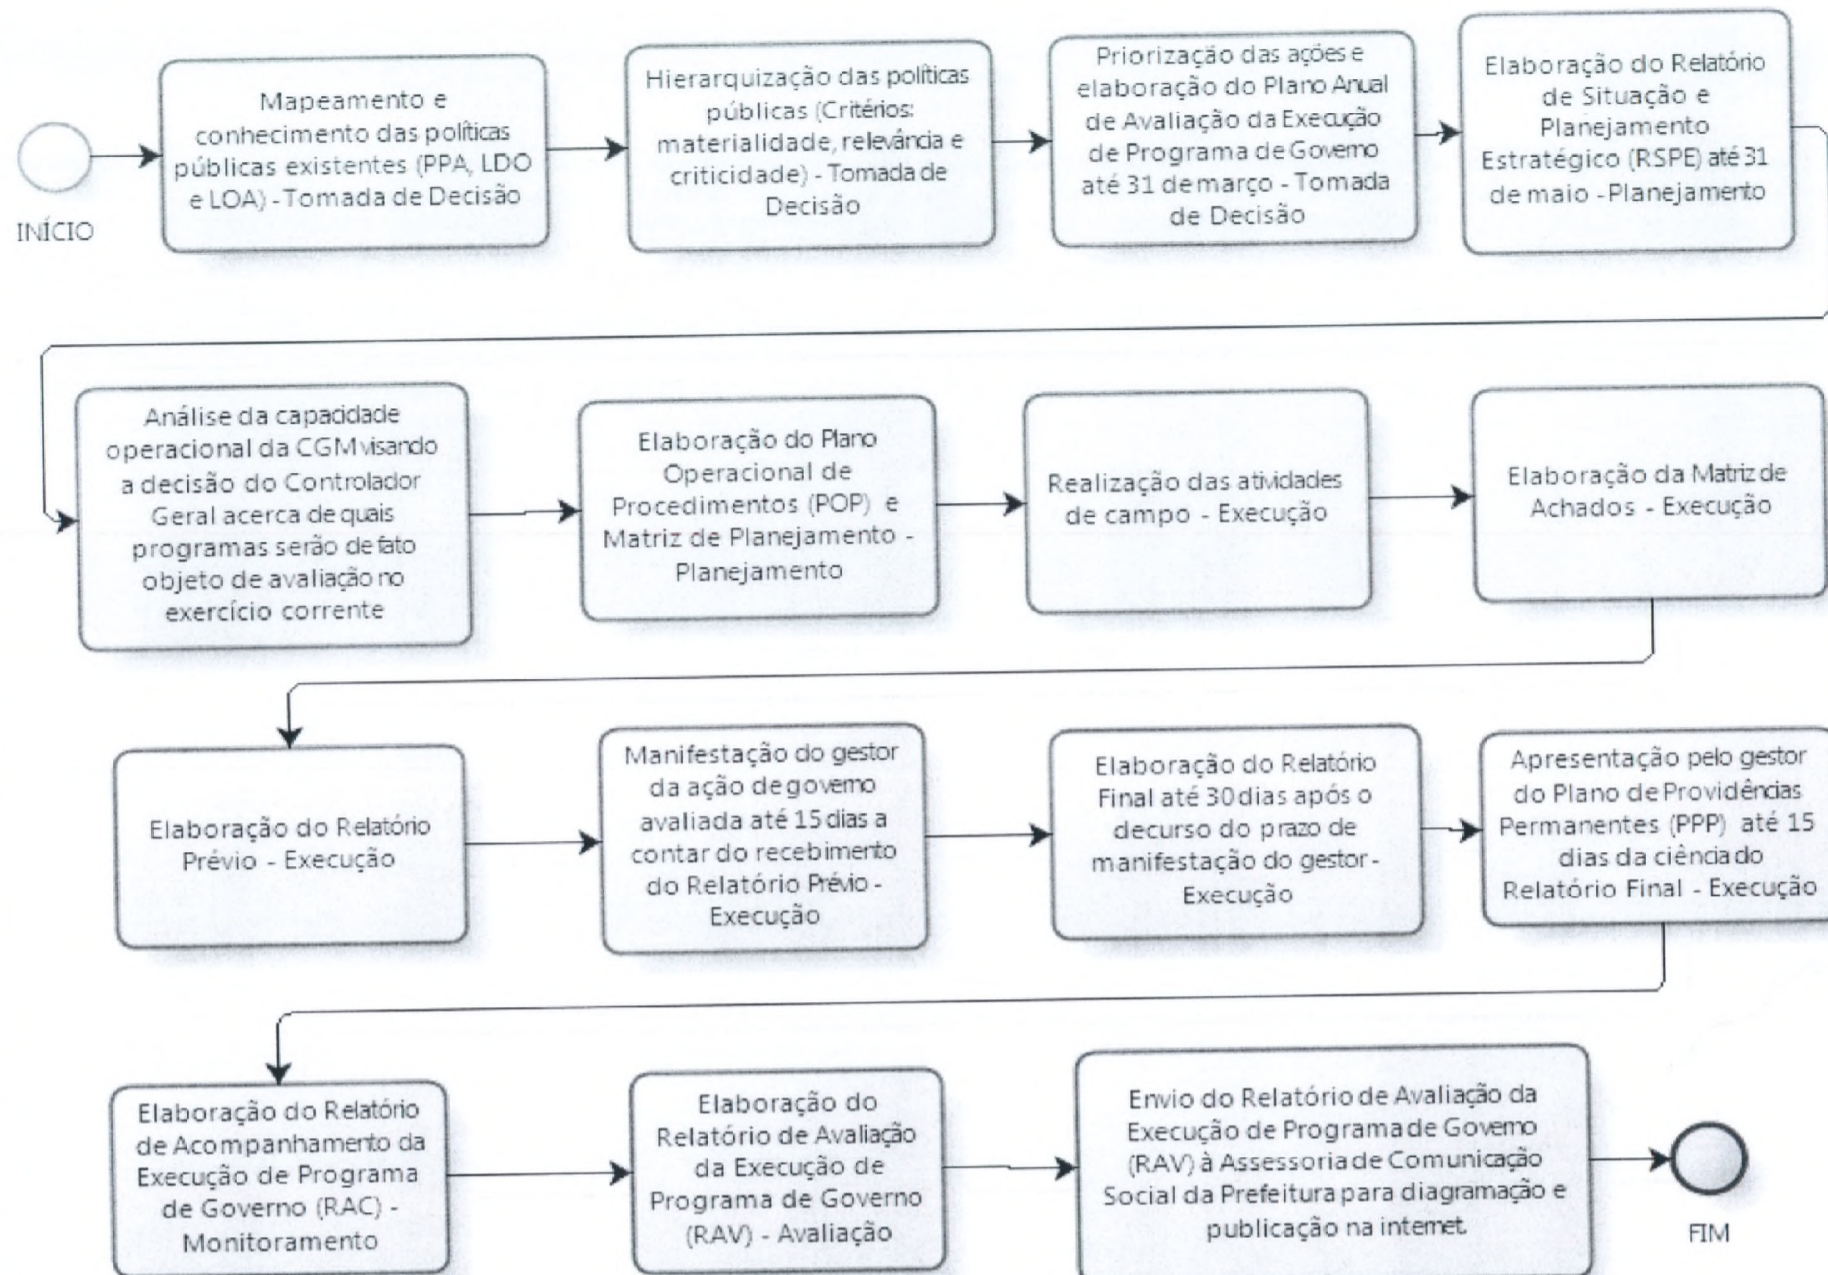 INÍCIO
Mapeamento e
conhecimento das políticas
públicas existentes (PPA, LDO
e LOA) - Tomada de Decisão
Hierarquização das políticas
públicas (Critérios:
materialidade, relevância e
criticidade) - Tomada de
Decisão
Priorização das ações e
elaboração do Plano Anual
de Avaliação da Execução
de Programa de Governo
até 31 de março - Tomada
de Decisão
Elaboração do Relatório
de Situação e
Planejamento
Estratégico (RSPE) até 31
de maio - Planejamento
Análise da capacidade
operacional da CGM visando
a decisão do Controlador
Geral acerca de quais
programas serão de fato
objeto de avaliação no
exercício corrente
Elaboração do Plano
Operacional de
Procedimentos (POP) e
Matriz de Planejamento -
Planejamento
Realização das atividades
de campo - Execução
Elaboração da Matriz de
Achados - Execução
Elaboração do Relatório
Prévio - Execução
Manifestação do gestor
da ação de governo
avaliada até 15 dias a
contar do recebimento
do Relatório Prévio -
Execução
Elaboração do Relatório
Final até 30 dias após o
decurso do prazo de
manifestação do gestor -
Execução
Apresentação pelo gestor
do Plano de Providências
Permanentes (PPP) até 15
dias da ciência do
Relatório Final - Execução
Elaboração do Relatório
de Acompanhamento da
Execução de Programa
de Governo (RAC) -
Monitoramento
Elaboração do
Relatório de Avaliação
da Execução de
Programa de Governo
(RAV) - Avaliação
Envio do Relatório de Avaliação da
Execução de Programa de Governo
(RAV) à Assessoria de Comunicação
Social da Prefeitura para diagramação e
publicação na internet.
FIM